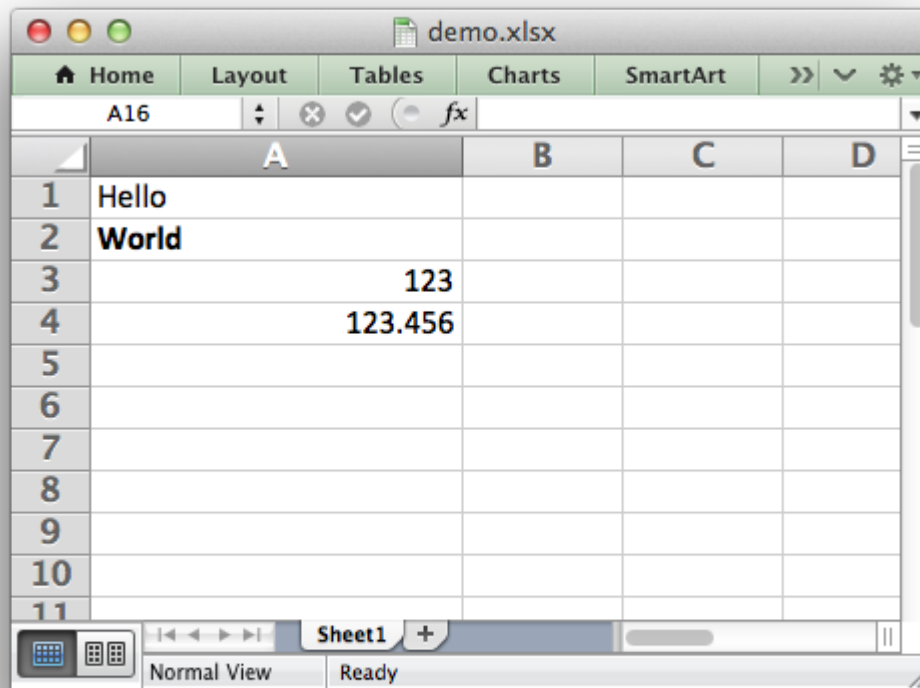 demo.xlsx
Home Layout Tables Charts SmartArt
A16 fx
A B C D
1 Hello
2 World
3 123
4 123.456
5
6
7
8
9
10
11
Sheet1 +
Normal View Ready